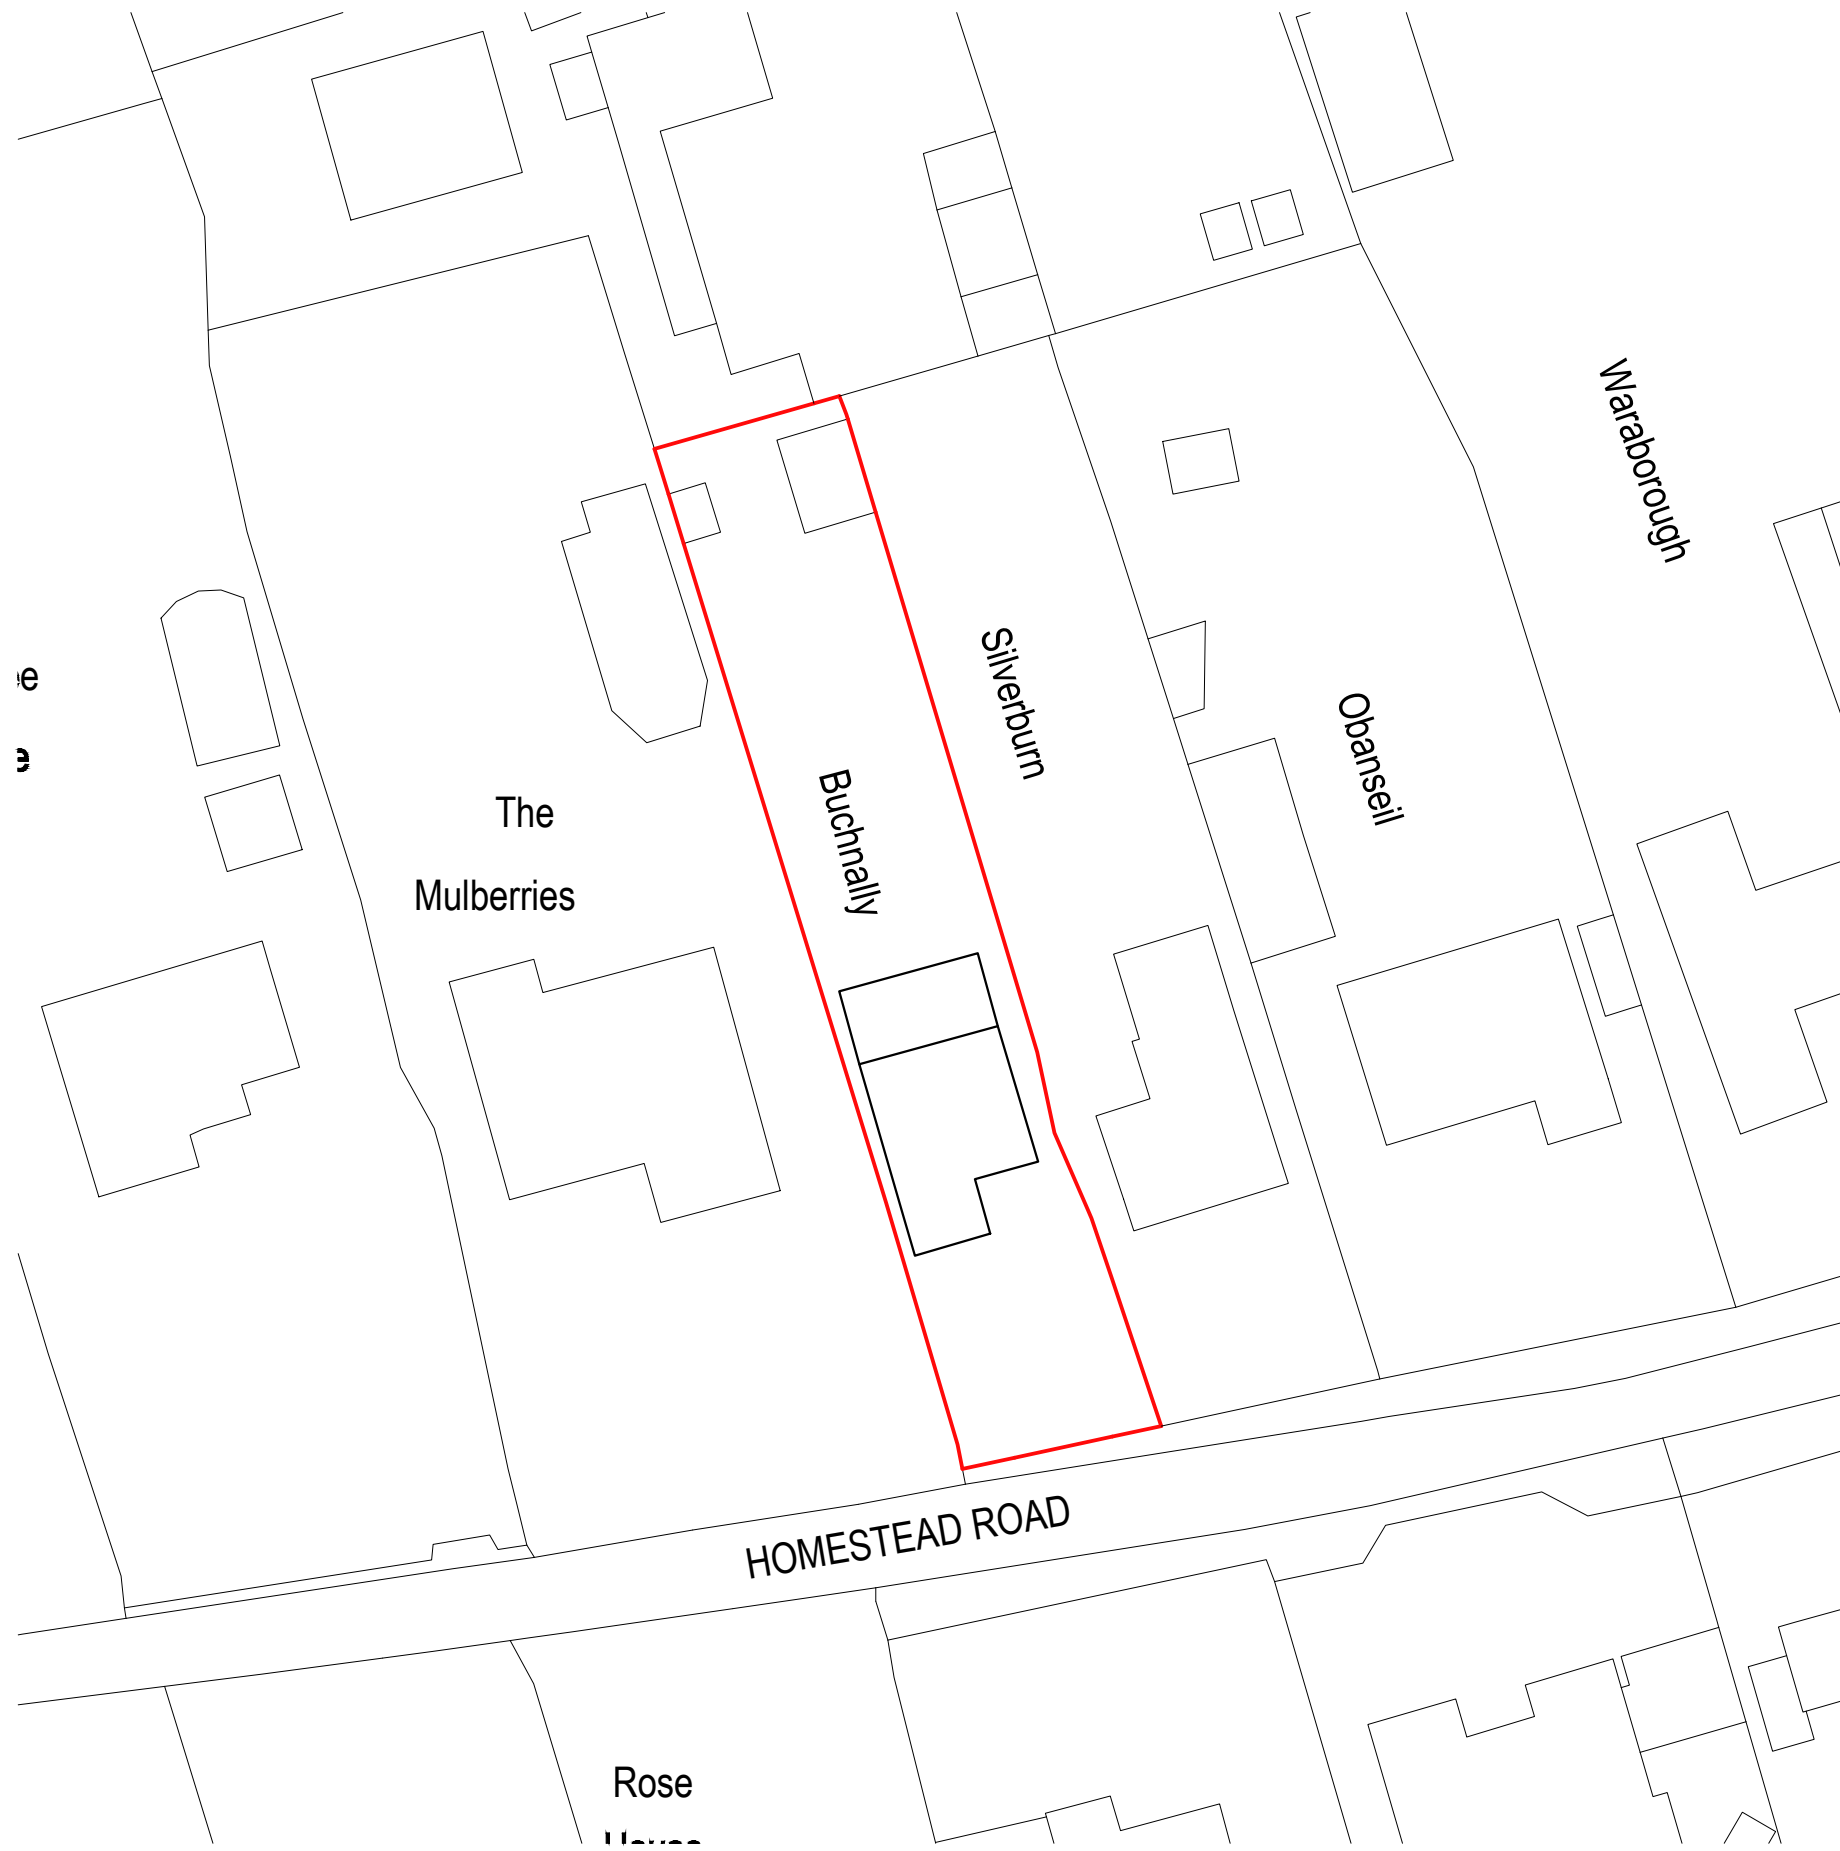 Waraborough
Silverburn
Obanseil
The
Mulberries
Buchnally
HOMESTEAD ROAD
Rose